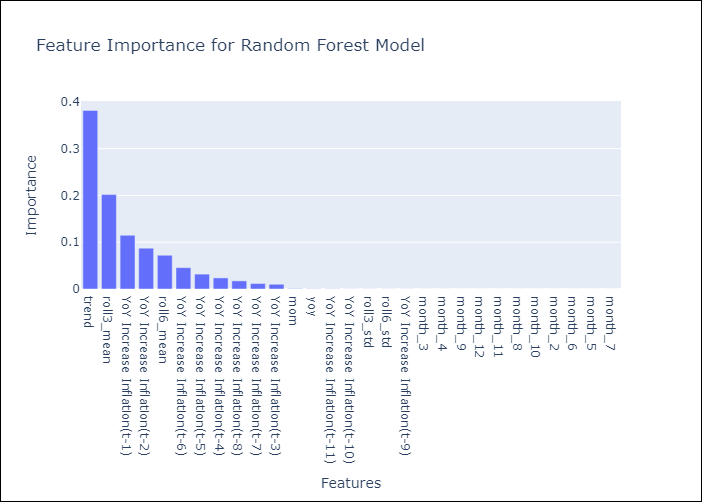 Feature Importance for Random Forest Model
Importance
0.4
0.3
0.2
0.1
0
trend
roll3_mean
YoY Increase Inflation(t-1)
YoY Increase Inflation(t-2)
roll6_mean
YoY Increase Inflation(t-6)
YoY Increase Inflation(t-5)
YoY Increase Inflation(t-4)
YoY Increase Inflation(t-8)
YoY Increase Inflation(t-7)
YoY Increase Inflation(t-3)
mom
yoy
YoY Increase Inflation(t-11)
YoY Increase Inflation(t-10)
roll3_std
roll6_std
YoY Increase Inflation(t-9)
month_3
month_4
month_9
month_12
month_11
month_8
month_10
month_2
month_6
month_5
month_7
Features